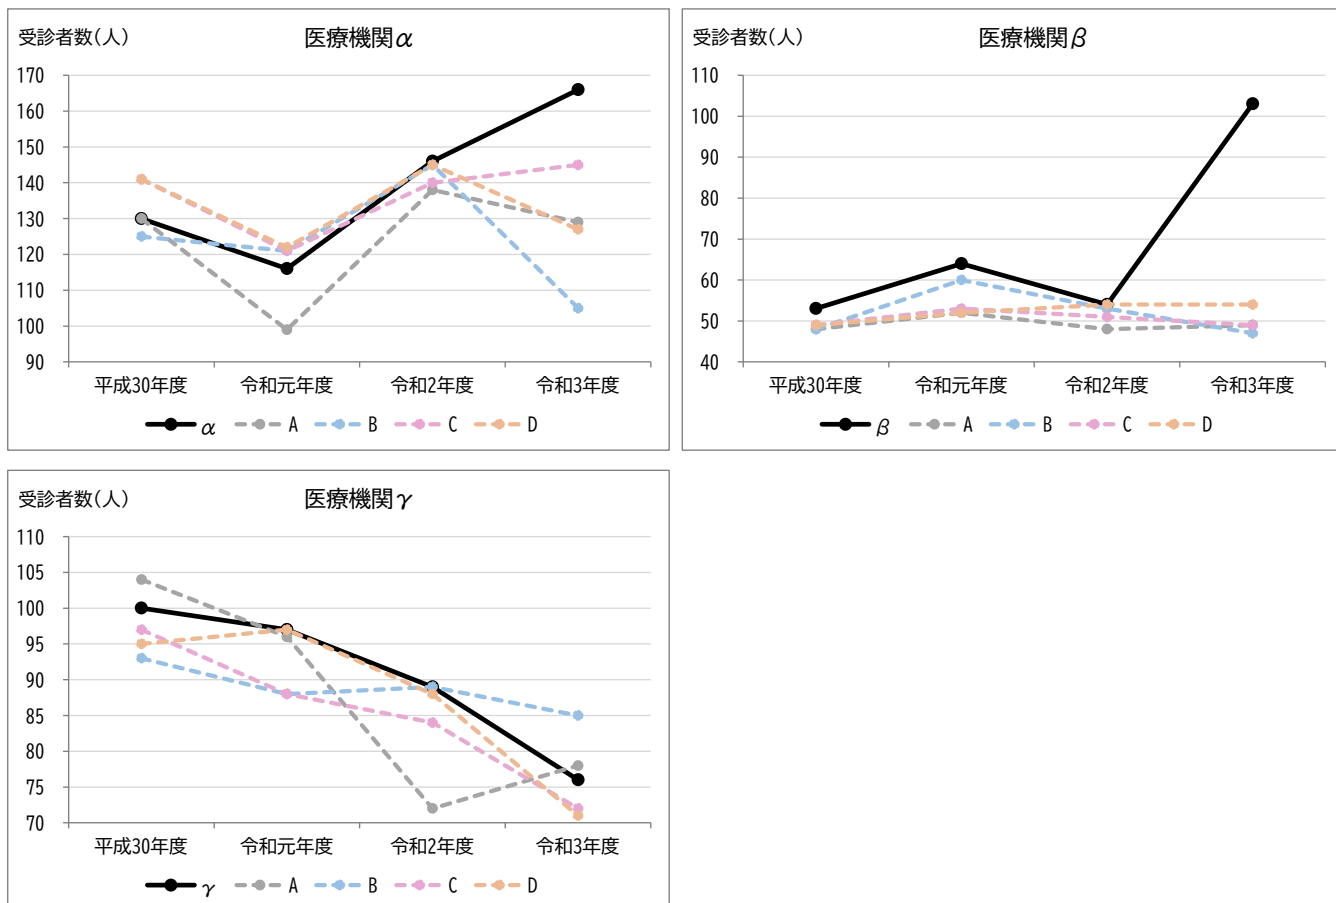 受診者数(人)
医療機関α
170
160
150
140
130
120
110
100
90
平成30年度 令和元年度 令和2年度 令和3年度
α A B C D
受診者数(人)
医療機関β
110
100
90
80
70
60
50
40
平成30年度 令和元年度 令和2年度 令和3年度
β A B C D
受診者数(人)
医療機関γ
110
105
100
95
90
85
80
75
70
平成30年度 令和元年度 令和2年度 令和3年度
γ A B C D